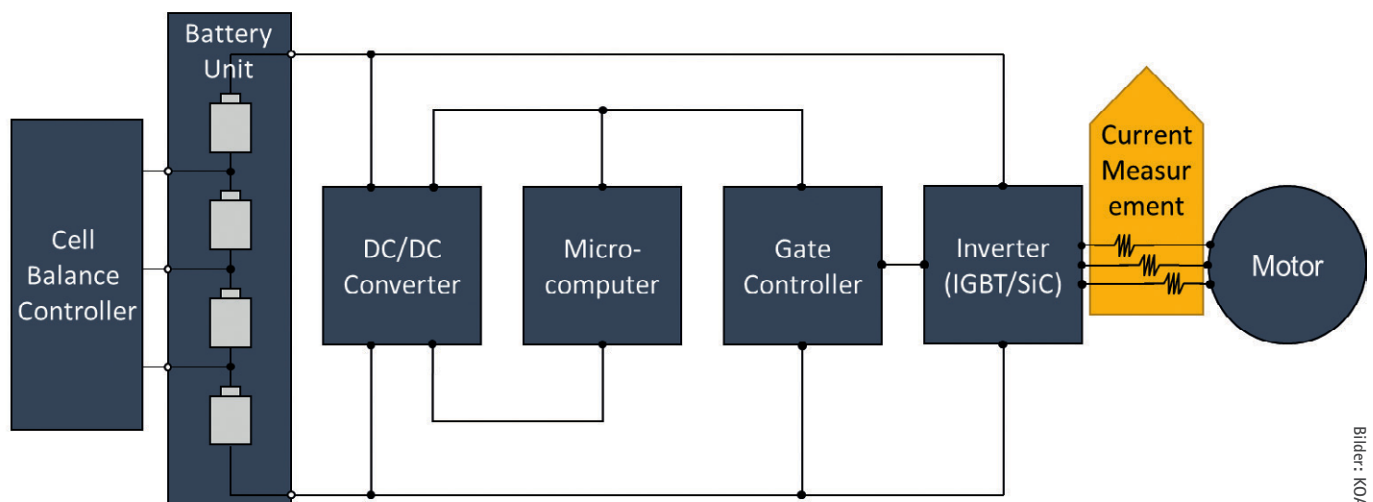 Battery
Unit
Cell
Balance
Controller
DC/DC
Converter
Micro-
computer
Gate
Controller
Inverter
(IGBT/SiC)
Current
Measur
ement
Motor
Bilder: KOA